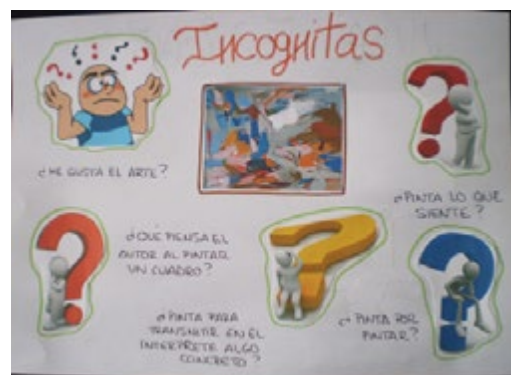 Incognitas
¿ME GUSTA EL ARTE?
¿PINTA LO QUE
SIENTE?
¿QUÉ PIENSA EL
AUTOR AL PINTAR
UN CUADRO?
¿PINTA PARA
TRANSMITIR EN EL
INTERPRETE ALGO
CONCRETO?
¿PINTA POR
PINTAR?